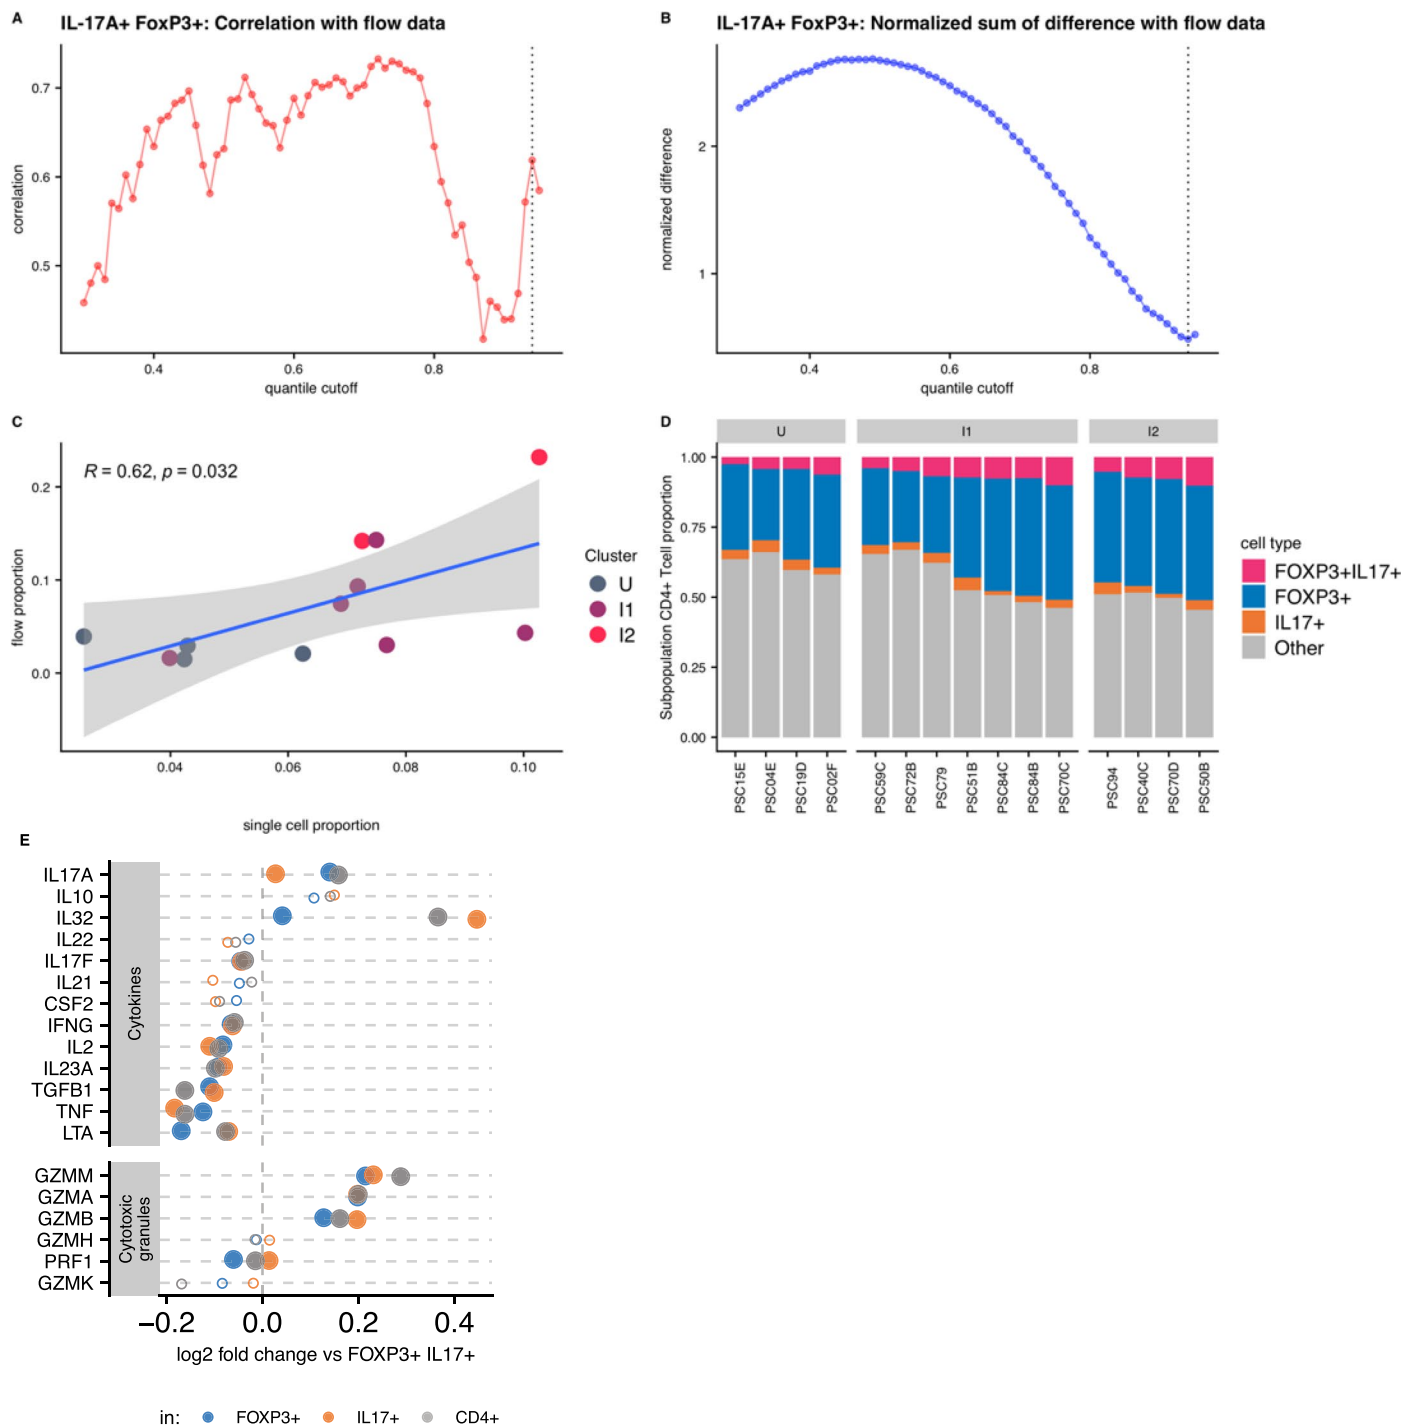 A
IL-17A+ FoxP3+: Correlation with flow data
correlation
0.7
0.6
0.5
0.4
0.6
0.8
quantile cutoff
B
IL-17A+ FoxP3+: Normalized sum of difference with flow data
normalized difference
2
1
0.4
0.6
0.8
quantile cutoff
C
R = 0.62, p = 0.032
flow proportion
0.2
0.1
0.0
0.04
0.06
0.08
0.10
single cell proportion
Cluster
U
I1
I2
D
U
I1
I2
Subpopulation CD4+ Tcell proportion
1.00
0.75
0.50
0.25
0.00
PSC15E
PSC04E
PSC19D
PSC02F
PSC59C
PSC72B
PSC79
PSC51B
PSC84C
PSC84B
PSC70C
PSC94
PSC40C
PSC70D
PSC50B
cell type
FOXP3+IL17+
FOXP3+
IL17+
Other
E
Cytokines
IL17A
IL10
IL32
IL22
IL17F
IL21
CSF2
IFNG
IL2
IL23A
TGFB1
TNF
LTA
Cytotoxic
granules
GZMM
GZMA
GZMB
GZMH
PRF1
GZMK
−0.2
0.0
0.2
0.4
log2 fold change vs FOXP3+ IL17+
in: FOXP3+ IL17+ CD4+